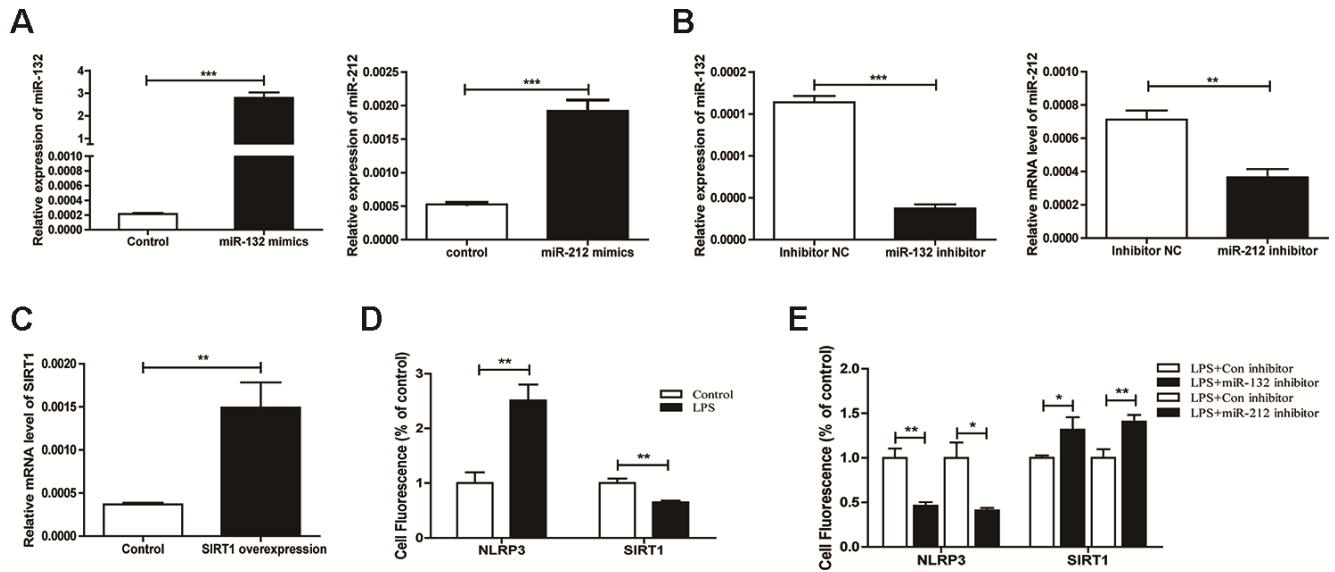 A
Relative expression of miR-132
4
3
2
1
0.0010
0.0008
0.0006
0.0004
0.0002
0.0000
***
Control
miR-132 mimics
Relative expression of miR-212
0.0025
0.0020
0.0015
0.0010
0.0005
0.0000
***
control
miR-212 mimics
B
Relative expression of miR-132
0.0002
0.0001
0.0001
0.0000
0.0000
***
Inhibitor NC
miR-132 inhibitor
Relative mRNA level of miR-212
0.0010
0.0008
0.0006
0.0004
0.0002
0.0000
**
Inhibitor NC
miR-212 inhibitor
C
Relative mRNA level of SIRT1
0.0020
0.0015
0.0010
0.0005
0.0000
**
Control
SIRT1 overexpression
D
Cell Fluorescence (% of control)
3
2
1
0
**
**
Control
LPS
NLRP3
SIRT1
E
Cell Fluorescence (% of control)
2.0
1.5
1.0
0.5
0.0
**
*
*
**
LPS+Con inhibitor
LPS+miR-132 inhibitor
LPS+Con inhibitor
LPS+miR-212 inhibitor
NLRP3
SIRT1